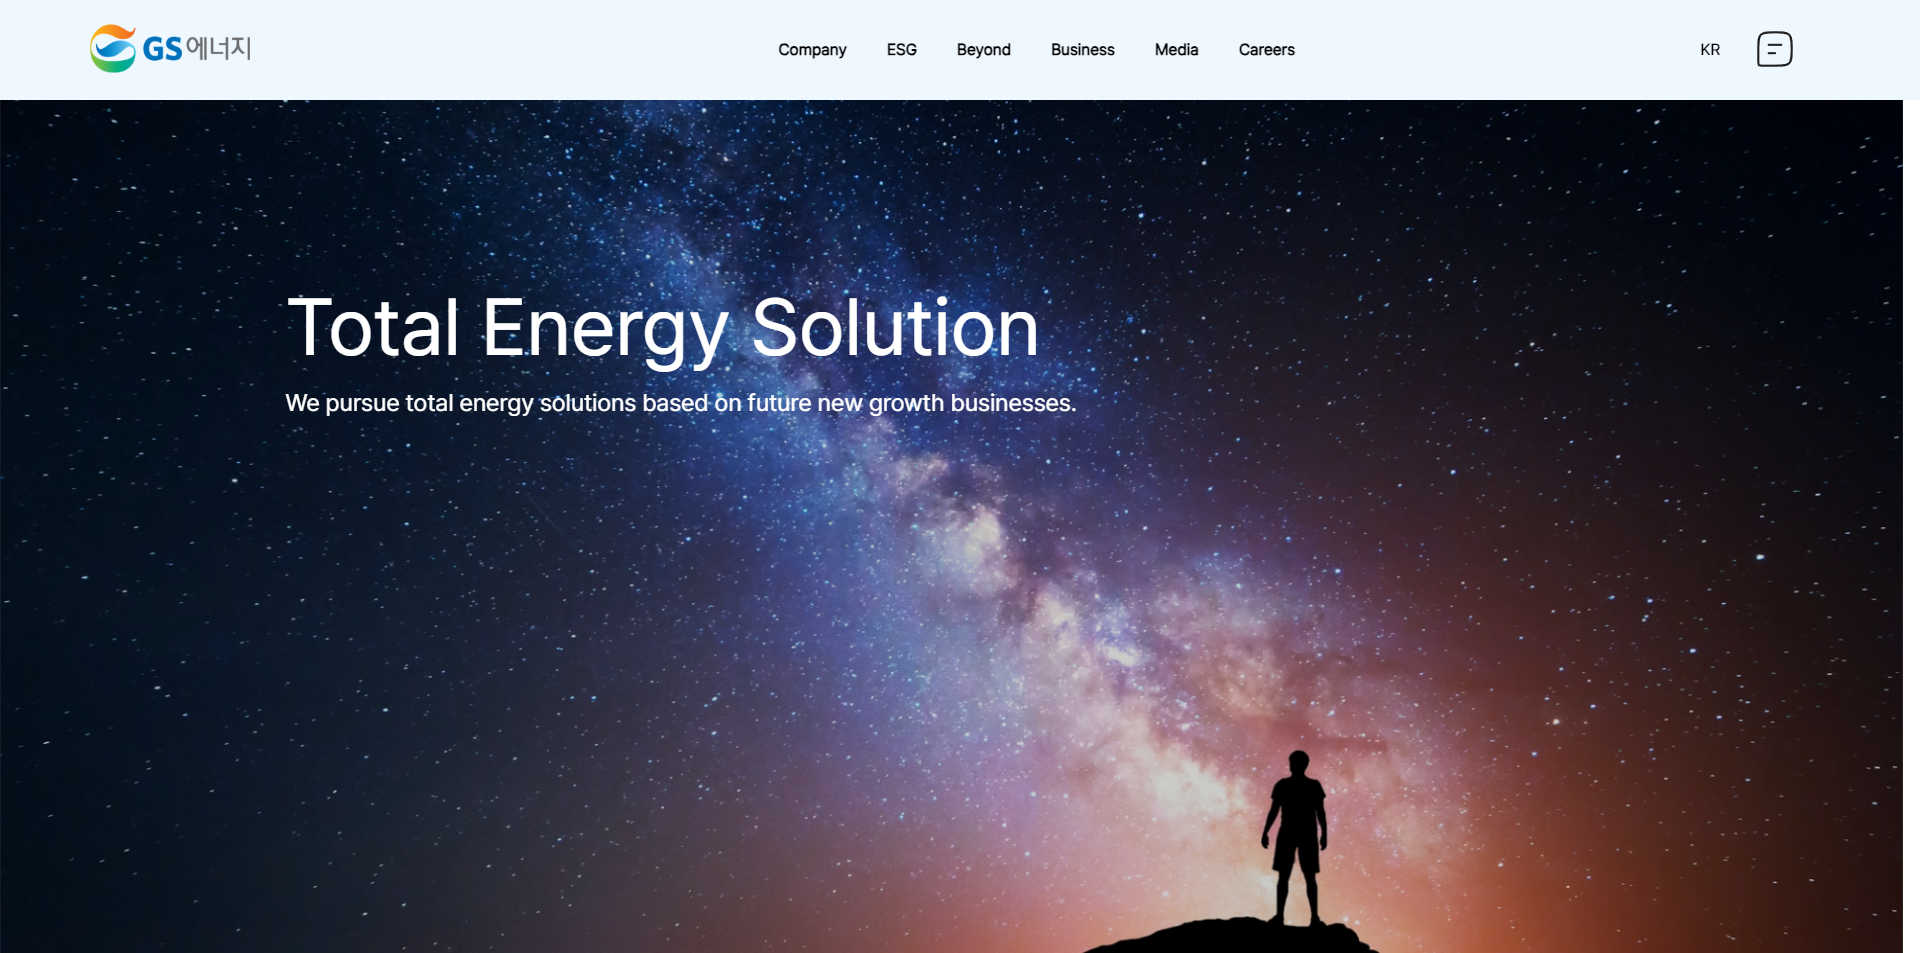 GS에너지
Company ESG Beyond Business Media Careers
KR
Total Energy Solution
We pursue total energy solutions based on future new growth businesses.